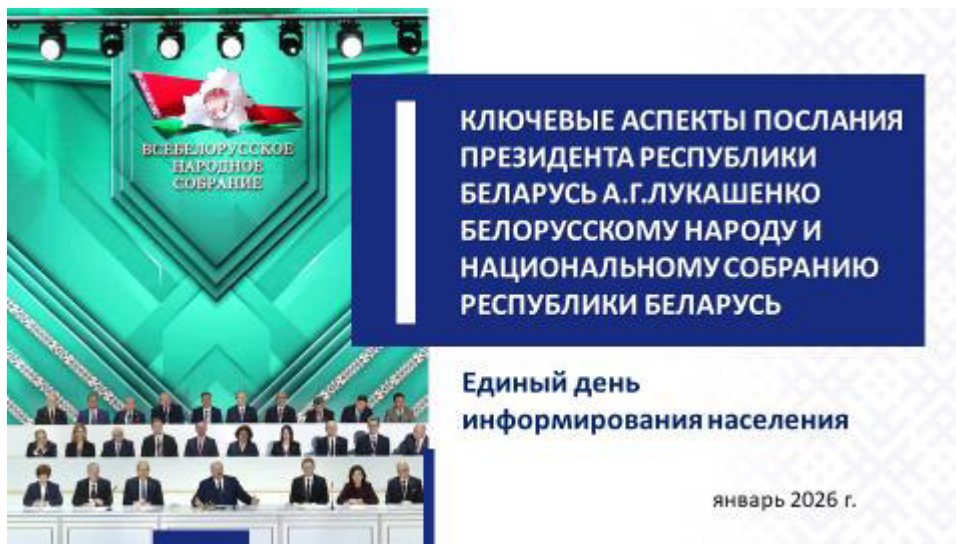 ВСЕБЕЛОРУССКОЕ
НАРОДНОЕ
СОБРАНИЕ
КЛЮЧЕВЫЕ АСПЕКТЫ ПОСЛАНИЯ
ПРЕЗИДЕНТА РЕСПУБЛИКИ
БЕЛАРУСЬ А.Г.ЛУКАШЕНКО
БЕЛОРУССКОМУ НАРОДУ И
НАЦИОНАЛЬНОМУ СОБРАНИЮ
РЕСПУБЛИКИ БЕЛАРУСЬ
Единый день
информирования населения
январь 2026 г.